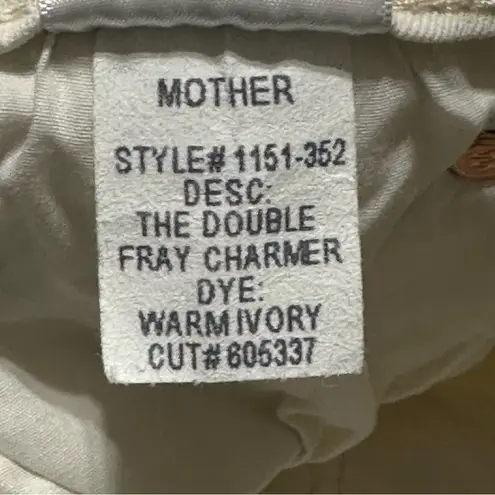 MOTHER
STYLE# 1151-352
DESC:
THE DOUBLE
FRAY CHARMER
DYE:
WARM IVORY
CUT# 605337